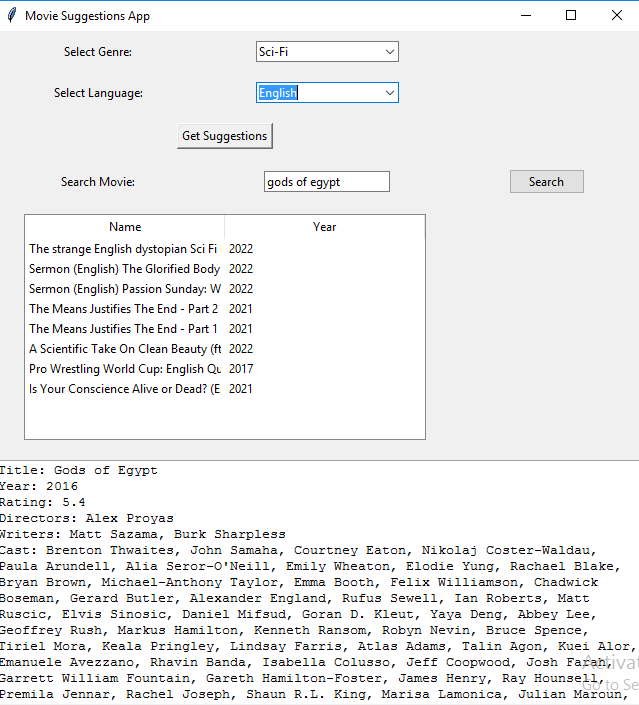 Movie Suggestions App
Select Genre: Sci-Fi
Select Language: English
Get Suggestions
Search Movie: gods of egypt Search
Name Year
The strange English dystopian Sci Fi 2022
Sermon (English) The Glorified Body 2022
Sermon (English) Passion Sunday: W 2022
The Means Justifies The End - Part 2 2021
The Means Justifies The End - Part 1 2021
A Scientific Take On Clean Beauty (ft 2022
Pro Wrestling World Cup: English Qu 2017
Is Your Conscience Alive or Dead? (E 2021
Title: Gods of Egypt
Year: 2016
Rating: 5.4
Directors: Alex Proyas
Writers: Matt Sazama, Burk Sharpless
Cast: Brenton Thwaites, John Samaha, Courtney Eaton, Nikolaj Coster-Waldau,
Paula Arundell, Alia Seror-O'Neill, Emily Wheaton, Elodie Yung, Rachael Blake,
Bryan Brown, Michael-Anthony Taylor, Emma Booth, Felix Williamson, Chadwick
Boseman, Gerard Butler, Alexander England, Rufus Sewell, Ian Roberts, Matt
Ruscic, Elvis Sinosic, Daniel Mifsud, Goran D. Kleut, Yaya Deng, Abbey Lee,
Geoffrey Rush, Markus Hamilton, Kenneth Ransom, Robyn Nevin, Bruce Spence,
Tiriel Mora, Keala Pringley, Lindsay Farris, Atlas Adams, Talin Agon, Kuei Alor,
Emanuele Avezzano, Rhavin Banda, Isabella Colusso, Jeff Coopwood, Josh Farah,
Garrett William Fountain, Gareth Hamilton-Foster, James Henry, Ray Hounsell,
Premila Jennar, Rachel Joseph, Shaun R.L. King, Marisa Lamonica, Julian Maroun,
Activat
Go to Se